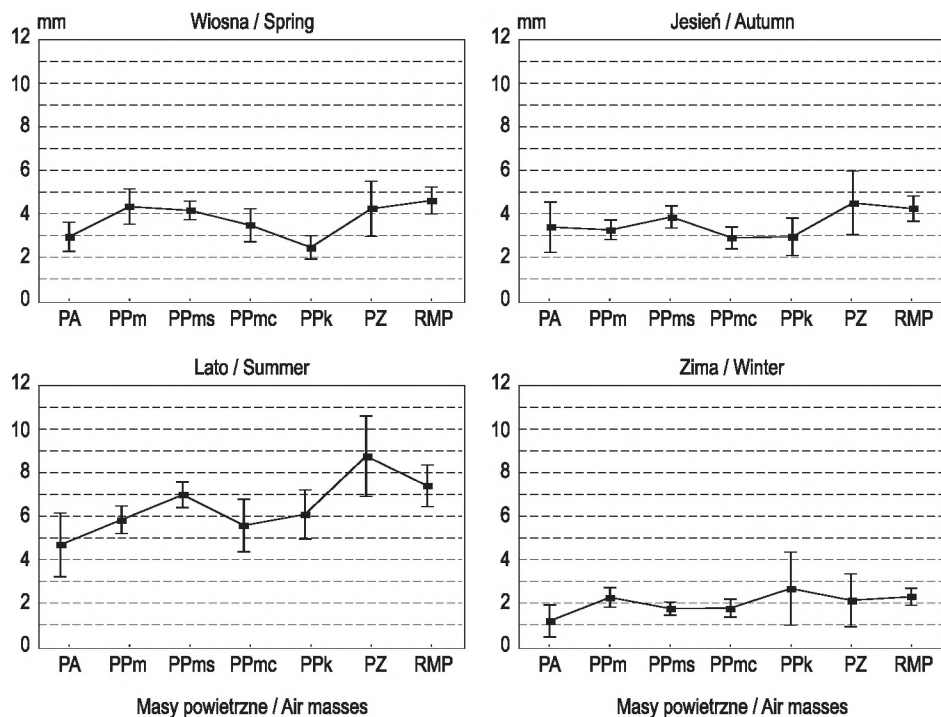 mm Wiosna / Spring
12
10
8
6
4
2
0
PA PPm PPms PPmc PPk PZ RMP
Jesień / Autumn
12
10
8
6
4
2
0
PA PPm PPms PPmc PPk PZ RMP
Lato / Summer
12
10
8
6
4
2
0
PA PPm PPms PPmc PPk PZ RMP
Masy powietrzne / Air masses
Zima / Winter
12
10
8
6
4
2
0
PA PPm PPms PPmc PPk PZ RMP
Masy powietrzne / Air masses